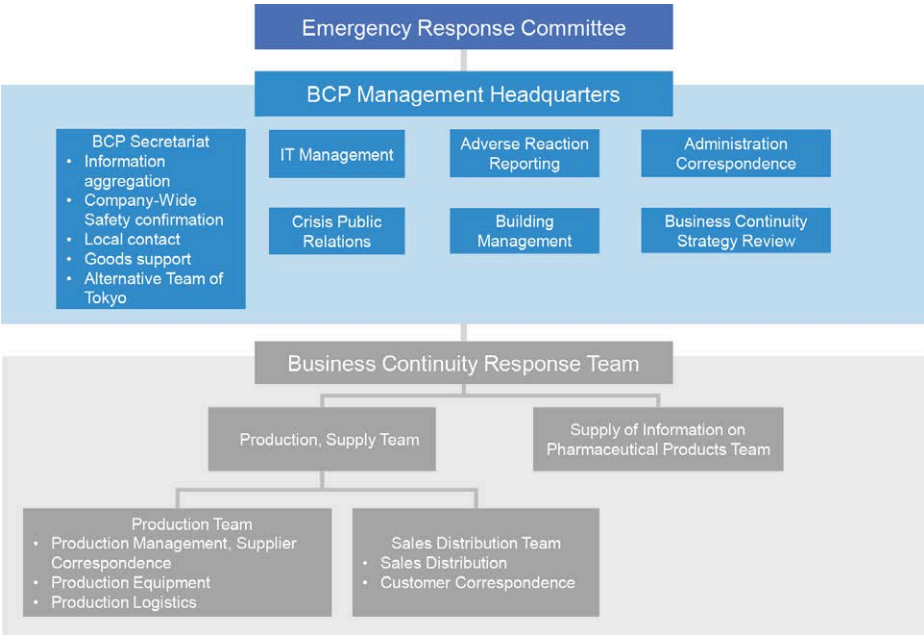 Emergency Response Committee
BCP Management Headquarters
BCP Secretariat
• Information
aggregation
• Company-Wide
Safety confirmation
• Local contact
• Goods support
• Alternative Team of
Tokyo
IT Management
Adverse Reaction
Reporting
Administration
Correspondence
Crisis Public
Relations
Building
Management
Business Continuity
Strategy Review
Business Continuity Response Team
Production, Supply Team
Supply of Information on
Pharmaceutical Products Team
Production Team
• Production Management, Supplier
Correspondence
• Production Equipment
• Production Logistics
Sales Distribution Team
• Sales Distribution
• Customer Correspondence